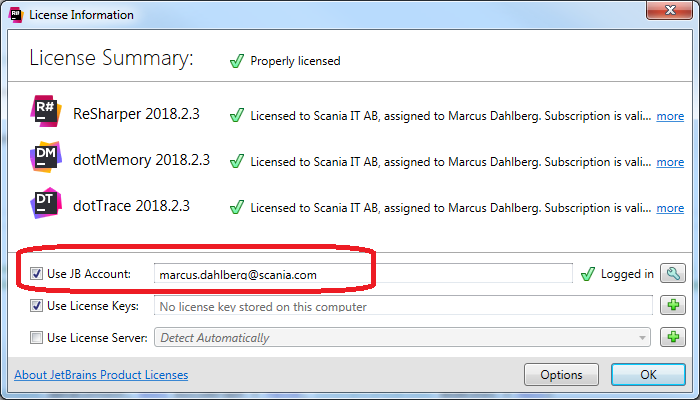 License Information
License Summary: Properly licensed
R# ReSharper 2018.2.3 Licensed to Scania IT AB, assigned to Marcus Dahlberg. Subscription is vali... more
DM dotMemory 2018.2.3 Licensed to Scania IT AB, assigned to Marcus Dahlberg. Subscription is vali... more
DT dotTrace 2018.2.3 Licensed to Scania IT AB, assigned to Marcus Dahlberg. Subscription is vali... more
Use JB Account: marcus.dahlberg@scania.com Logged in
Use License Keys: No license key stored on this computer
Use License Server: Detect Automatically
About JetBrains Product Licenses Options OK